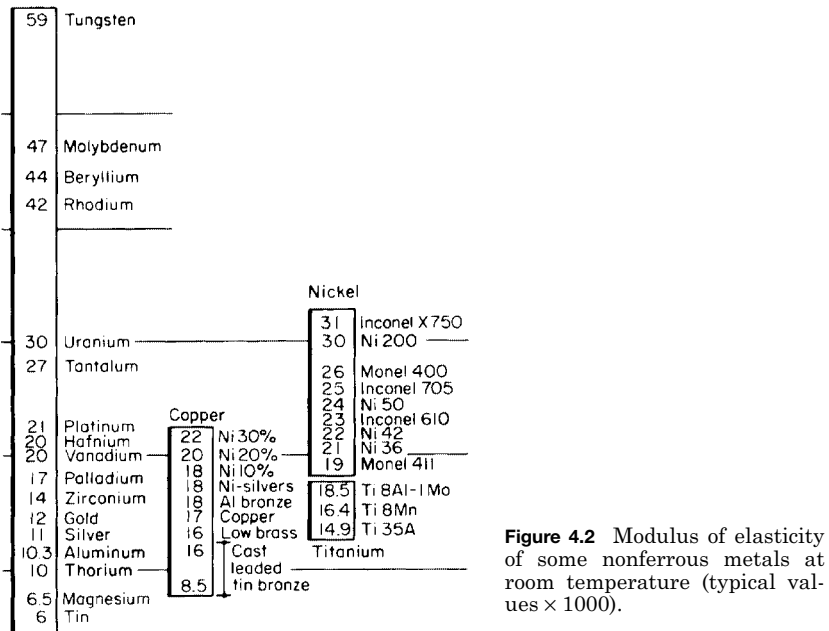 59 Tungsten
47 Molybdenum
44 Beryllium
42 Rhodium
30 Uranium
27 Tantalum
21 Platinum
20 Hafnium
20 Vanadium
17 Palladium
14 Zirconium
12 Gold
11 Silver
10.3 Aluminum
10 Thorium
6.5 Magnesium
6 Tin
Copper
22 Ni 30%
20 Ni 20%
18 Ni 10%
18 Ni-silvers
18 Al bronze
17 Copper
16 Low brass
16 Cast
leaded
8.5 tin bronze
Nickel
31 Inconel X750
30 Ni 200
26 Monel 400
25 Inconel 705
24 Ni 50
23 Inconel 610
22 Ni 42
21 Ni 36
19 Monel 411
18.5 Ti 8Al-1Mo
16.4 Ti 8Mn
14.9 Ti 35A
Titanium
Figure 4.2 Modulus of elasticity
of some nonferrous metals at
room temperature (typical val-
ues × 1000).